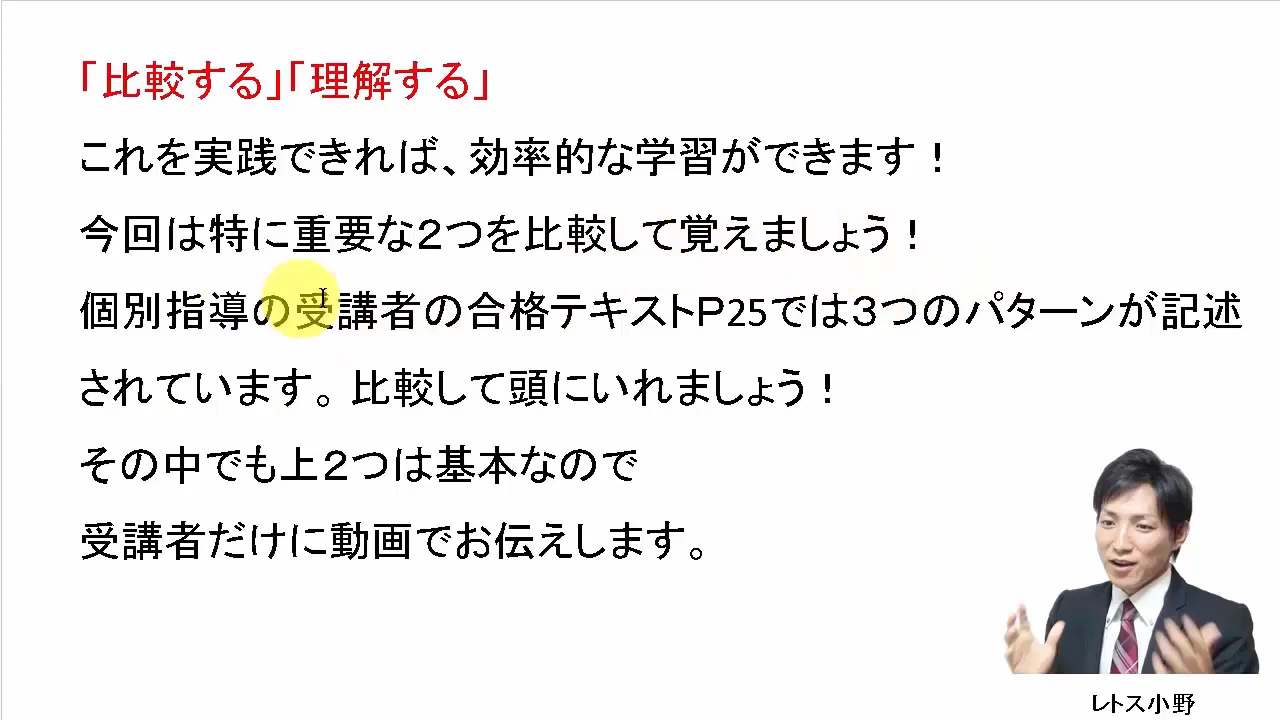 「比較する」「理解する」
これを実践できれば、効率的な学習ができます！
今回は特に重要な２つを比較して覚えましょう！
個別指導の受講者の合格テキストＰ25では３つのパターンが記述
されています。比較して頭にいれましょう！
その中でも上２つは基本なので
受講者だけに動画でお伝えします。
レトス小野